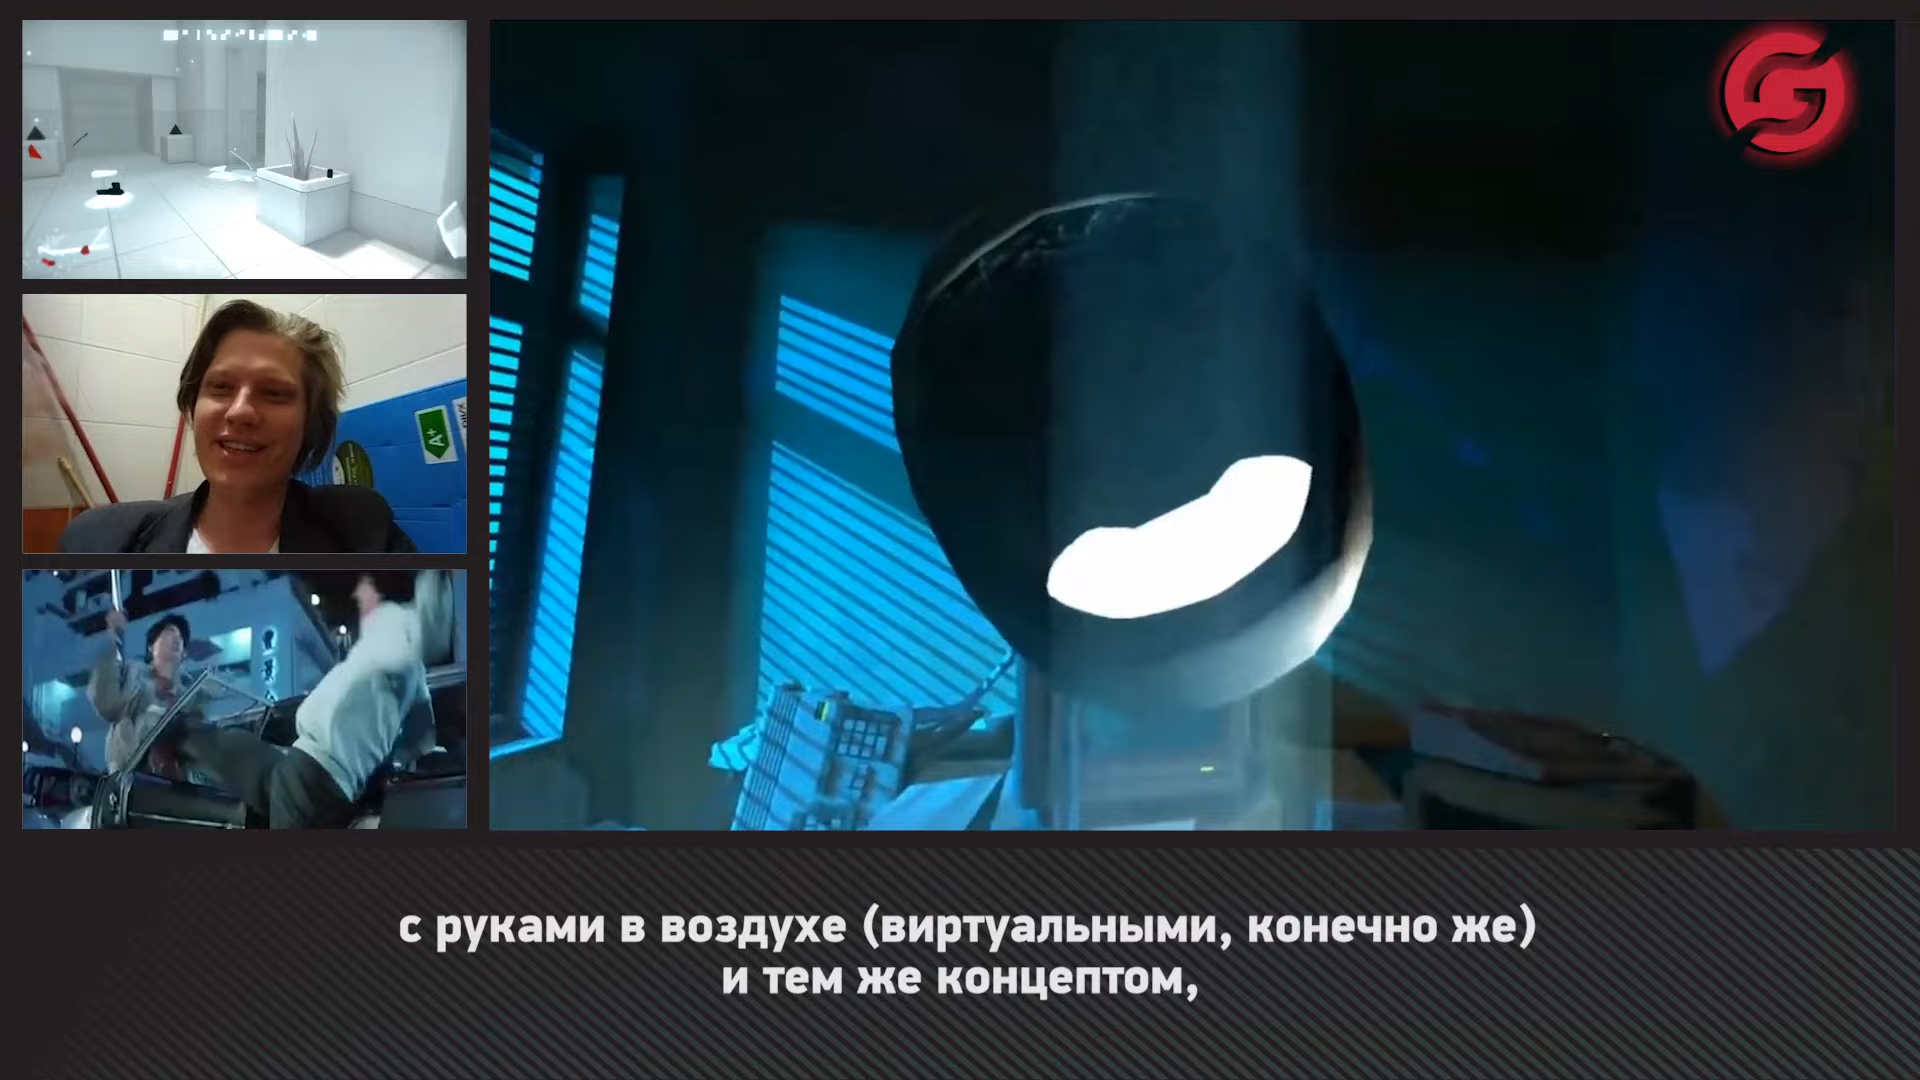 A+
с руками в воздухе (виртуальными, конечно же)
и тем же концептом,